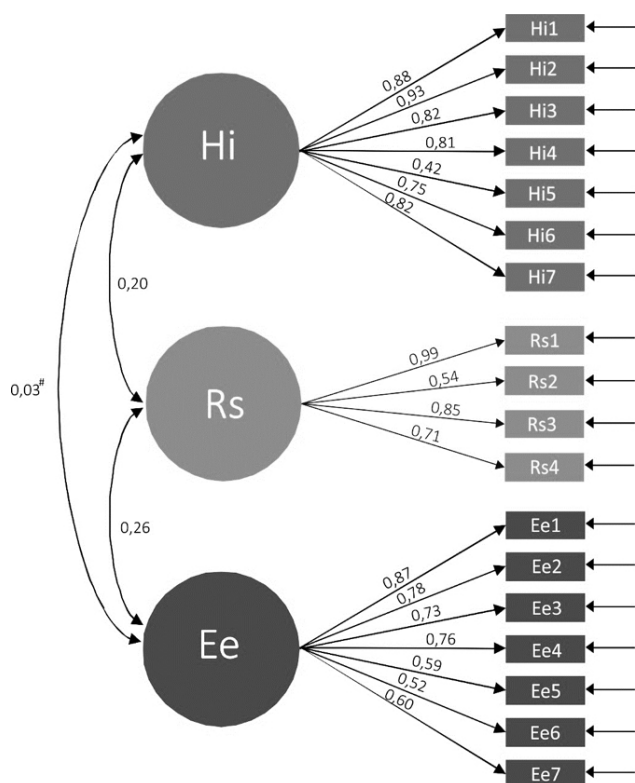 Hi
0,88
0,93
0,82
0,81
0,42
0,75
0,82
Hi1
Hi2
Hi3
Hi4
Hi5
Hi6
Hi7
0,20
0,03#
Rs
0,99
0,54
0,85
0,71
Rs1
Rs2
Rs3
Rs4
0,26
Ee
0,87
0,78
0,73
0,76
0,59
0,52
0,60
Ee1
Ee2
Ee3
Ee4
Ee5
Ee6
Ee7